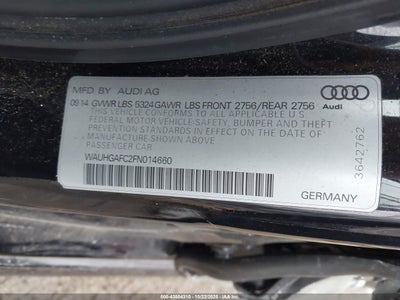 MFD. BY AUDI AG
09 14 GVWR LBS 5324 GAWR LBS FRONT 2756/REAR 2756
THIS VEHICLE CONFORMS TO ALL APPLICABLE U S
FEDERAL MOTOR VEHICLE SAFETY, BUMPER AND
THEFT PREVENTION STANDARDS IN EFFECT ON THE DATE OF
MANUFACTURE SHOWN ABOVE
PASSENGER CAR
WAUHGAFC2FN014660
GERMANY
Audi
3642762